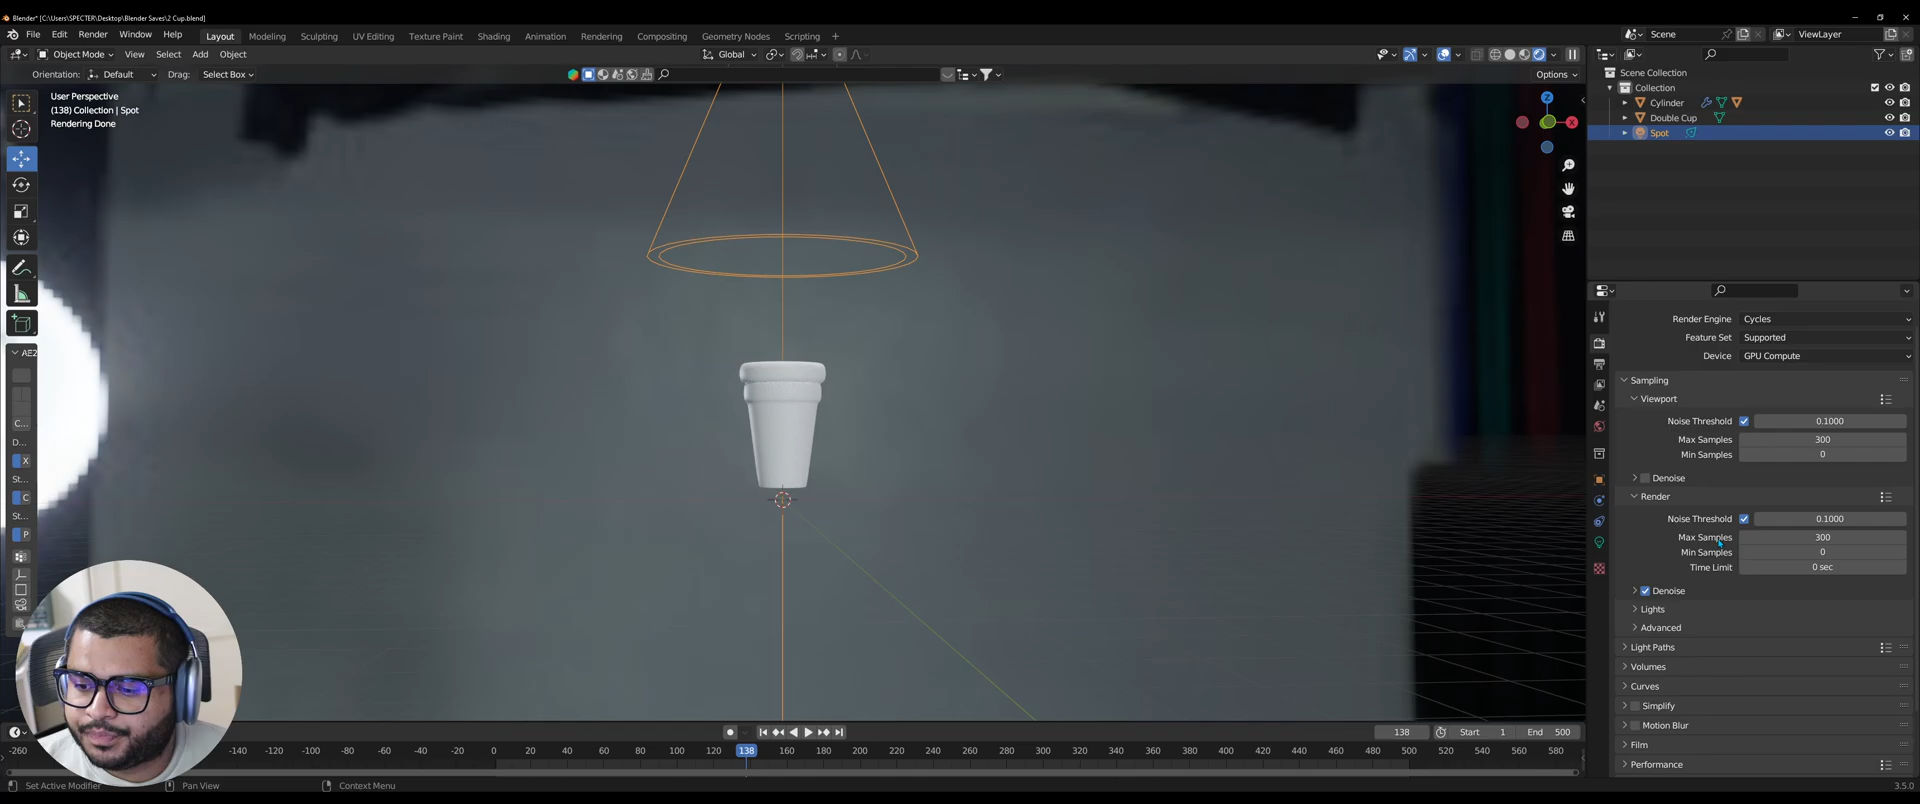 Blender* [C:\Users\SPECTER\Desktop\Blender Saves\2 Cup.blend]
File Edit Render Window Help Layout Modeling Sculpting UV Editing Texture Paint Shading Animation Rendering Compositing Geometry Nodes Scripting + Scene ViewLayer
Object Mode View Select Add Object Global
Orientation: Default Drag: Select Box Options
User Perspective
(138) Collection | Spot
Rendering Done
Z
X
Scene Collection
Collection
Cylinder
Double Cup
Spot
Render Engine Cycles
Feature Set Supported
Device GPU Compute
Sampling
Viewport
Noise Threshold 0.1000
Max Samples 300
Min Samples 0
Denoise
Render
Noise Threshold 0.1000
Max Samples 300
Min Samples 0
Time Limit 0 sec
Denoise
Lights
Advanced
Light Paths
Volumes
Curves
Simplify
Motion Blur
Film
Performance
AE2
C...
D...
X
St...
C
St...
P
138 Start 1 End 500
-260 -140 -120 -100 -80 -60 -40 -20 0 20 40 60 80 100 120 138 160 180 200 220 240 260 280 300 320 340 360 380 400 420 440 460 480 500 520 540 560 580
Set Active Modifier Pan View Context Menu 3.5.0